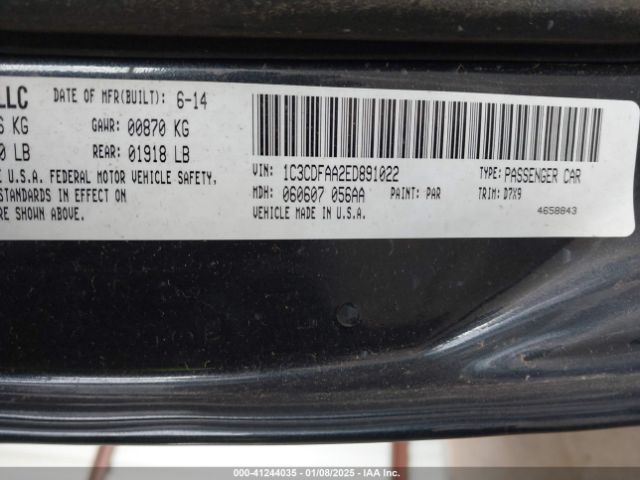 LLC DATE OF MFR(BUILT): 6-14
KG GAWR: 00870 KG
LB REAR: 01918 LB
U.S.A. FEDERAL MOTOR VEHICLE SAFETY,
STANDARDS IN EFFECT ON
RE SHOWN ABOVE.
VIN: 1C3CDFAA2ED891022 TYPE: PASSENGER CAR
MDH: 060607 056AA PAINT: PAR TRIM: D7X9
VEHICLE MADE IN U.S.A. 4658843
000-41244035 - 01/08/2025 - IAA Inc.